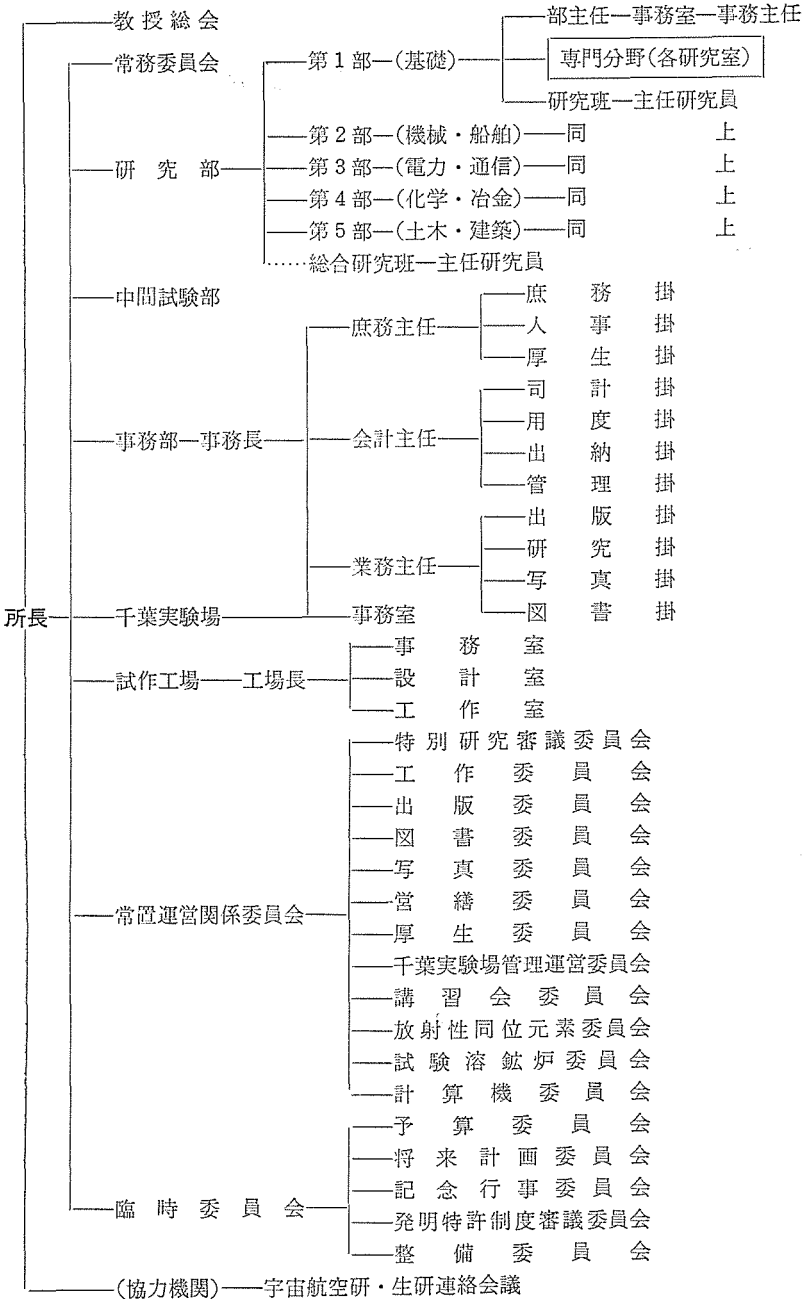 教授総会 部主任 事務室 事務主任
常務委員会 第1部 (基礎) 専門分野(各研究室)
研究班 主任研究員
第2部 (機械・船舶) 同上
研究部 第3部 (電力・通信) 同上
第4部 (化学・冶金) 同上
第5部 (土木・建築) 同上
総合研究班 主任研究員
中間試験部 庶務掛
庶務主任 人事掛
厚生掛
司計掛
用度掛
事務部 事務長 会計主任
出納掛
管理掛
出版掛
研究掛
業務主任
写真掛
所長 千葉実験場 事務室 図書掛
事務室
試作工場 工場長 設計室
工作室
特別研究審議委員会
工作委員会
出版委員会
図書委員会
写真委員会
常置運営関係委員会 営繕委員会
厚生委員会
千葉実験場管理運営委員会
講習会委員会
放射性同位元素委員会
試験溶鉱炉委員会
計算機委員会
予算委員会
将来計画委員会
記念行事委員会
臨時委員会 発明特許制度審議委員会
整備委員会
(協力機関) 宇宙航空研・生研連絡会議